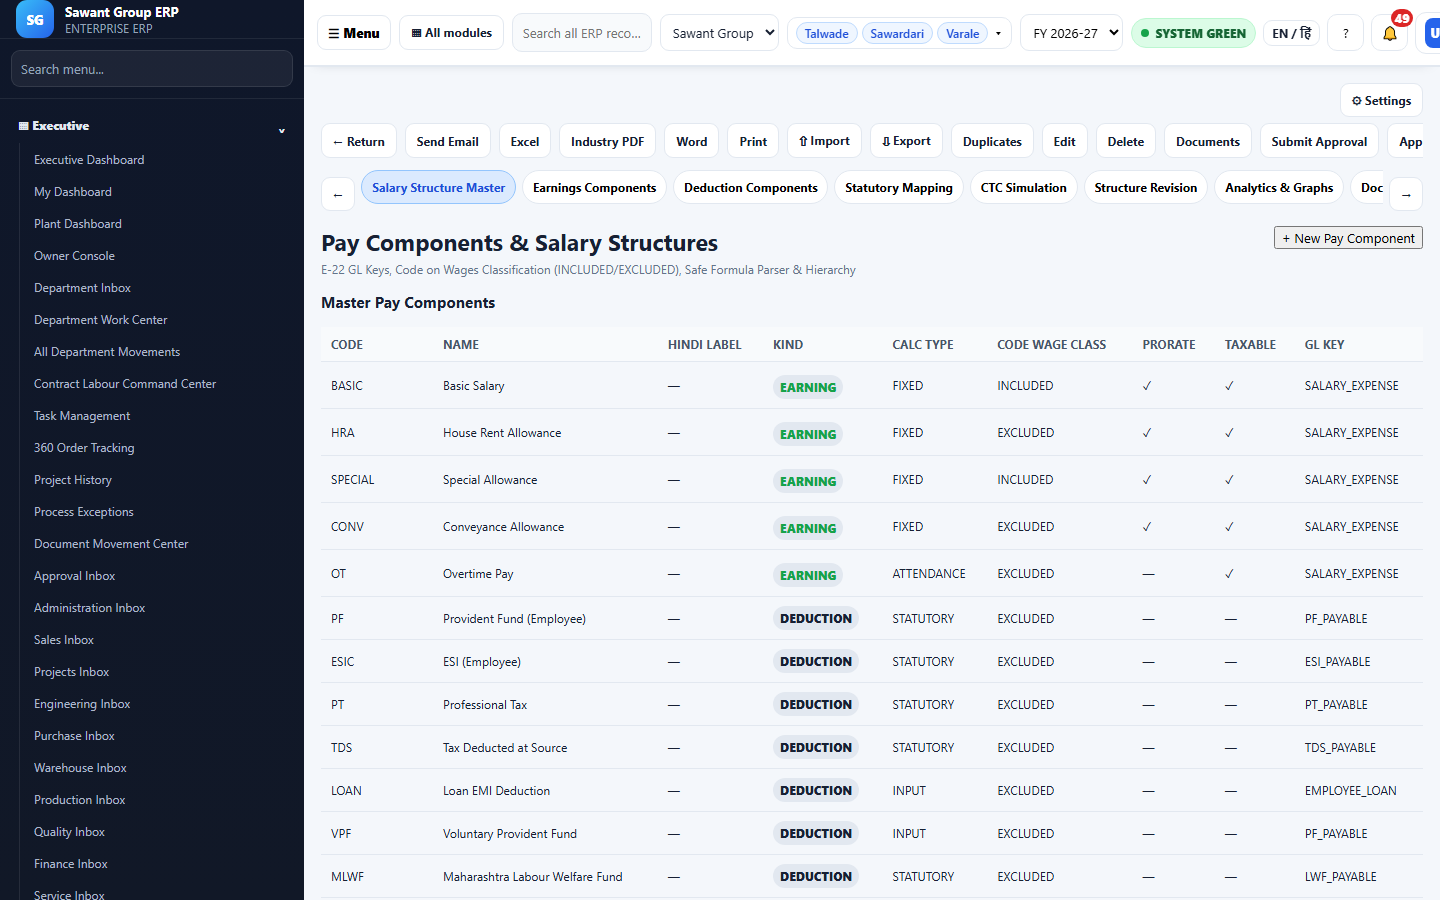 SG
Sawant Group ERP
ENTERPRISE ERP
Search menu...
Executive
Executive Dashboard
My Dashboard
Plant Dashboard
Owner Console
Department Inbox
Department Work Center
All Department Movements
Contract Labour Command Center
Task Management
360 Order Tracking
Project History
Process Exceptions
Document Movement Center
Approval Inbox
Administration Inbox
Sales Inbox
Projects Inbox
Engineering Inbox
Purchase Inbox
Warehouse Inbox
Production Inbox
Quality Inbox
Finance Inbox
Service Inbox
☰ Menu
All modules
Search all ERP reco...
Sawant Group
Talwade Sawardari Varale
FY 2026-27
SYSTEM GREEN
EN / हिं
?
49
U
⚙ Settings
← Return Send Email Excel Industry PDF Word Print ⇧ Import ⇩ Export Duplicates Edit Delete Documents Submit Approval App
← Salary Structure Master Earnings Components Deduction Components Statutory Mapping CTC Simulation Structure Revision Analytics & Graphs Doc →
Pay Components & Salary Structures
+ New Pay Component
E-22 GL Keys, Code on Wages Classification (INCLUDED/EXCLUDED), Safe Formula Parser & Hierarchy
Master Pay Components
CODE NAME HINDI LABEL KIND CALC TYPE CODE WAGE CLASS PRORATE TAXABLE GL KEY
BASIC Basic Salary — EARNING FIXED INCLUDED ✓ ✓ SALARY_EXPENSE
HRA House Rent Allowance — EARNING FIXED EXCLUDED ✓ ✓ SALARY_EXPENSE
SPECIAL Special Allowance — EARNING FIXED INCLUDED ✓ ✓ SALARY_EXPENSE
CONV Conveyance Allowance — EARNING FIXED EXCLUDED ✓ ✓ SALARY_EXPENSE
OT Overtime Pay — EARNING ATTENDANCE EXCLUDED — ✓ SALARY_EXPENSE
PF Provident Fund (Employee) — DEDUCTION STATUTORY EXCLUDED — — PF_PAYABLE
ESIC ESI (Employee) — DEDUCTION STATUTORY EXCLUDED — — ESI_PAYABLE
PT Professional Tax — DEDUCTION STATUTORY EXCLUDED — — PT_PAYABLE
TDS Tax Deducted at Source — DEDUCTION STATUTORY EXCLUDED — — TDS_PAYABLE
LOAN Loan EMI Deduction — DEDUCTION INPUT EXCLUDED — — EMPLOYEE_LOAN
VPF Voluntary Provident Fund — DEDUCTION INPUT EXCLUDED — — PF_PAYABLE
MLWF Maharashtra Labour Welfare Fund — DEDUCTION STATUTORY EXCLUDED — — LWF_PAYABLE